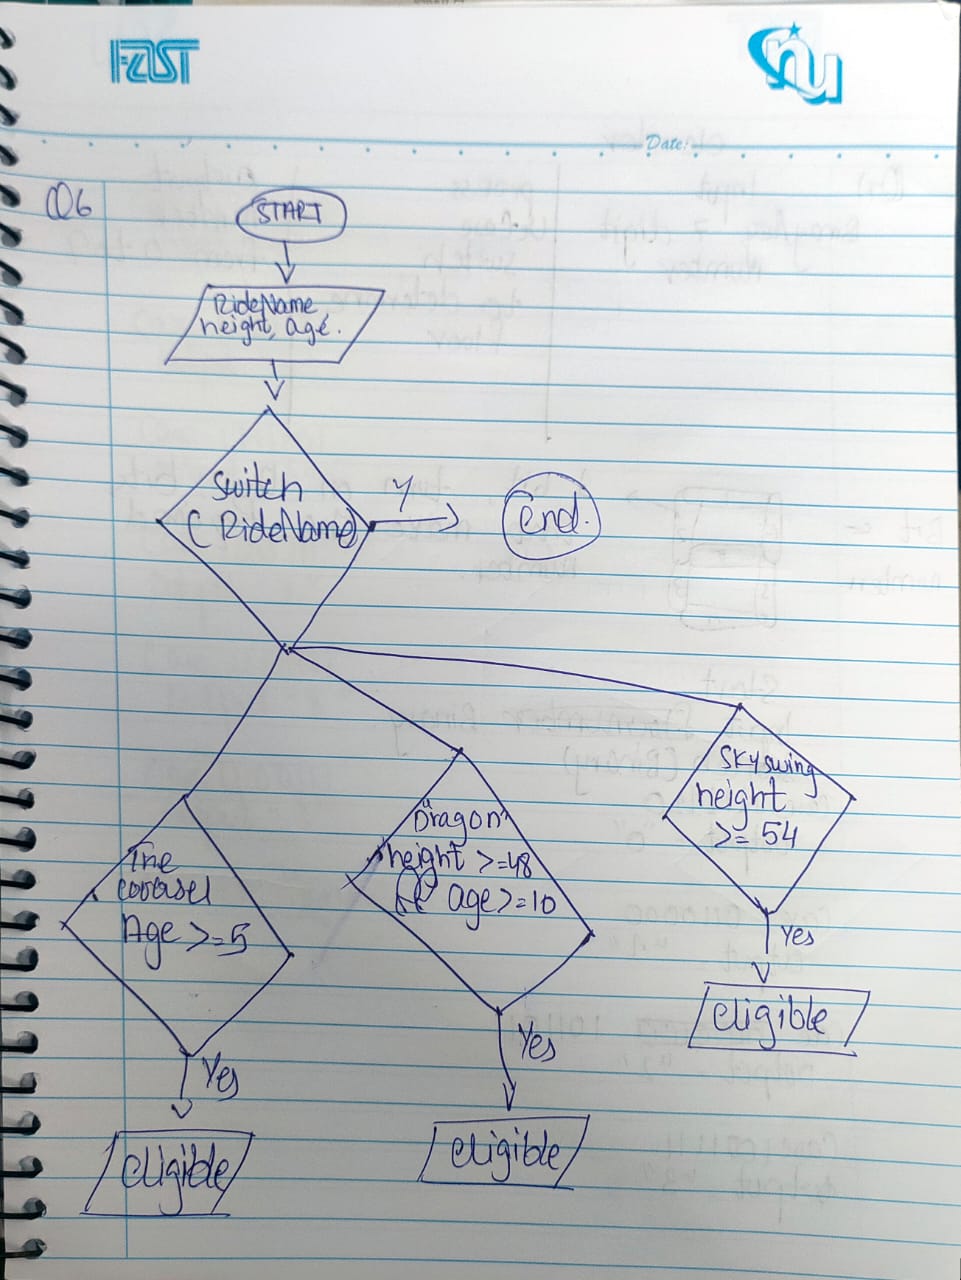 FAST
nu
Date:
Q6
START
RideName
height, age.
Switch
( RideName)
Y
end.
The
Age >=5
Yes
eligible
Dragon
height >=48
&& age>=10
Yes
eligible
SKyswing
height
>= 54
Yes
eligible